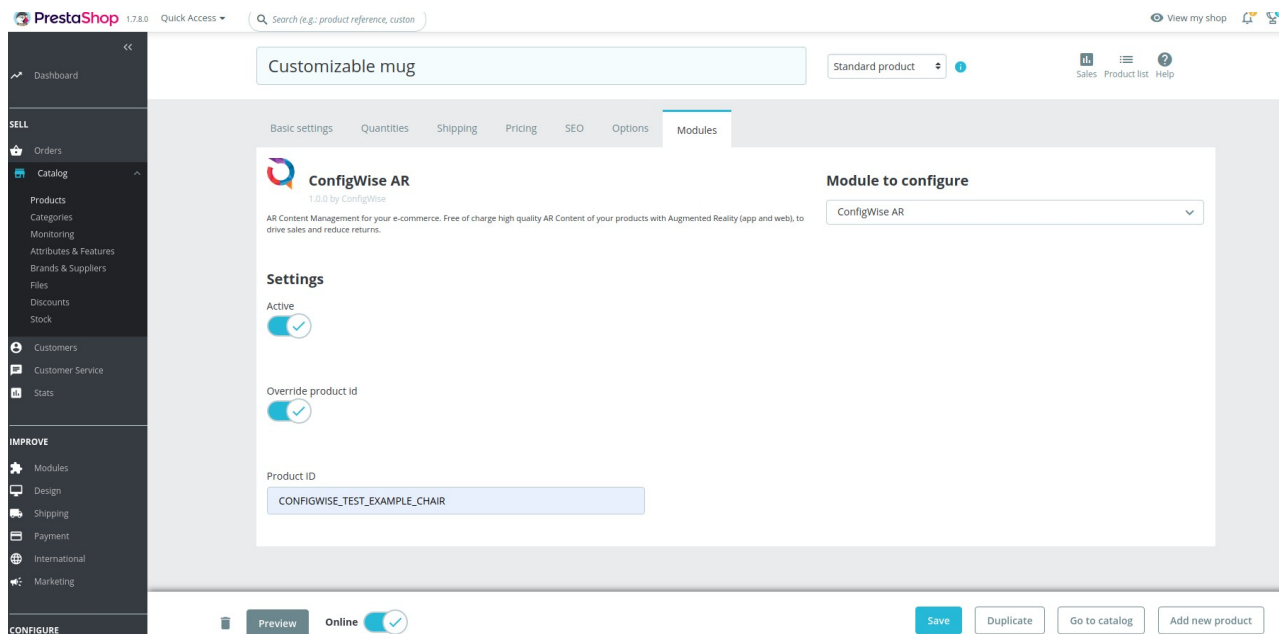 PrestaShop 1.7.8.0 Quick Access Search (e.g.: product reference, custon View my shop
Dashboard
SELL
Orders
Catalog
Products
Categories
Monitoring
Attributes & Features
Brands & Suppliers
Files
Discounts
Stock
Customers
Customer Service
Stats
IMPROVE
Modules
Design
Shipping
Payment
International
Marketing
CONFIGURE
Customizable mug
Standard product
Sales Product list Help
Basic settings Quantities Shipping Pricing SEO Options Modules
ConfigWise AR
1.0.0 by ConfigWise
AR Content Management for your e-commerce. Free of charge high quality AR Content of your products with Augmented Reality (app and web), to
drive sales and reduce returns.
Module to configure
ConfigWise AR
Settings
Active
Override product id
Product ID
CONFIGWISE_TEST_EXAMPLE_CHAIR
Preview Online Save Duplicate Go to catalog Add new product